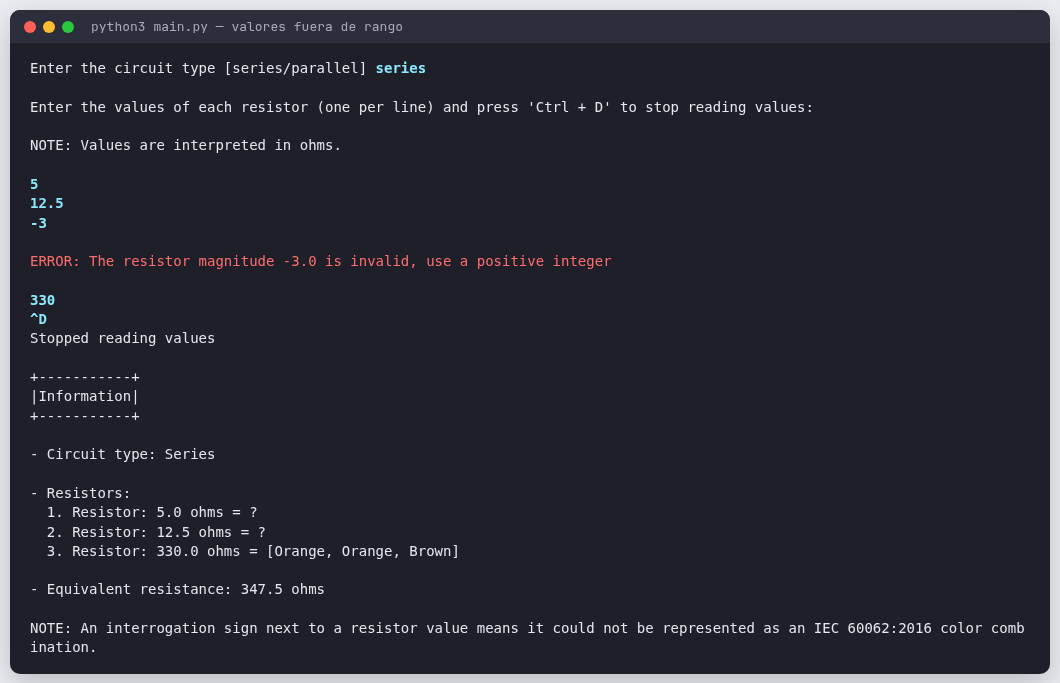 python3 main.py — valores fuera de rango
Enter the circuit type [series/parallel] series
Enter the values of each resistor (one per line) and press 'Ctrl + D' to stop reading values:
NOTE: Values are interpreted in ohms.
5
12.5
-3
ERROR: The resistor magnitude -3.0 is invalid, use a positive integer
330
^D
Stopped reading values
+-----------+
|Information|
+-----------+
- Circuit type: Series
- Resistors:
  1. Resistor: 5.0 ohms = ?
  2. Resistor: 12.5 ohms = ?
  3. Resistor: 330.0 ohms = [Orange, Orange, Brown]
- Equivalent resistance: 347.5 ohms
NOTE: An interrogation sign next to a resistor value means it could not be represented as an IEC 60062:2016 color comb
ination.